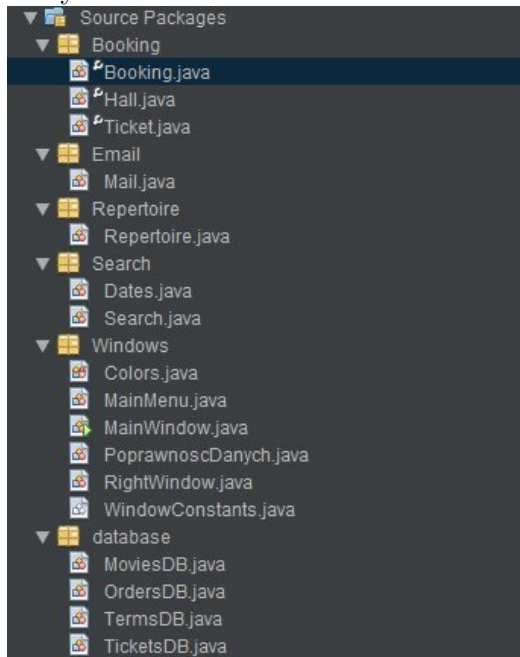 Source Packages
Booking
Booking.java
Hall.java
Ticket.java
Email
Mail.java
Repertoire
Repertoire.java
Search
Dates.java
Search.java
Windows
Colors.java
MainMenu.java
MainWindow.java
PoprawnoscDanych.java
RightWindow.java
WindowConstants.java
database
MoviesDB.java
OrdersDB.java
TermsDB.java
TicketsDB.java